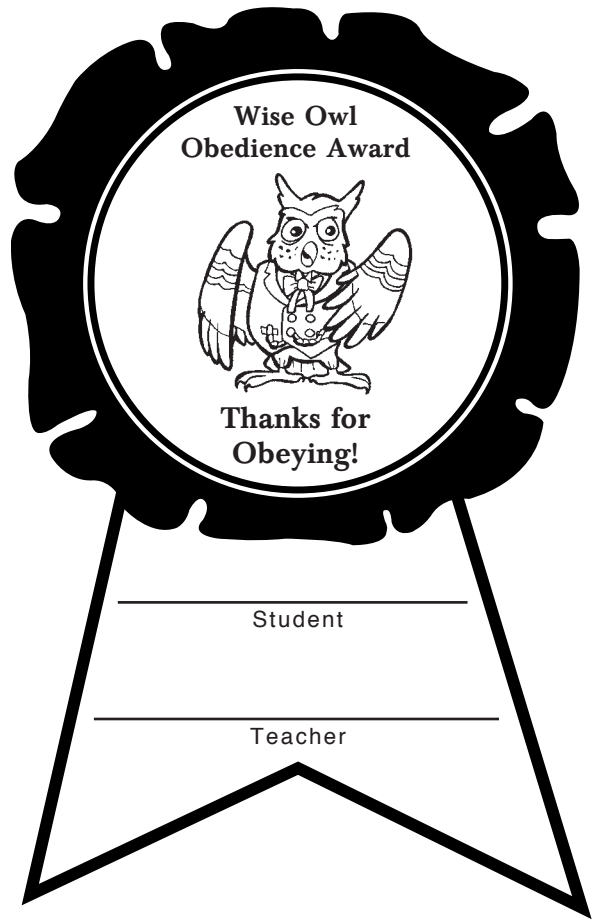 Wise Owl
Obedience Award
Thanks for
Obeying!
Student
Teacher